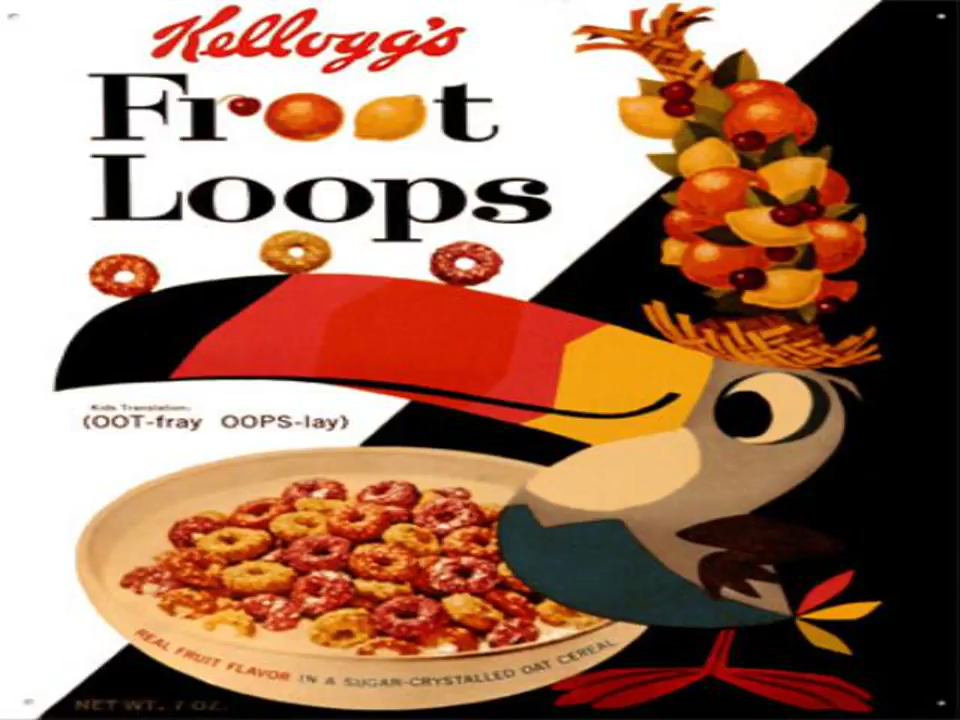 Kellogg's
Froot
Loops
Kids Translation:
(OOT-fray OOPS-lay)
REAL FRUIT FLAVOR IN A SUGAR-CRYSTALLED OAT CEREAL
NET WT. 7 OZ.